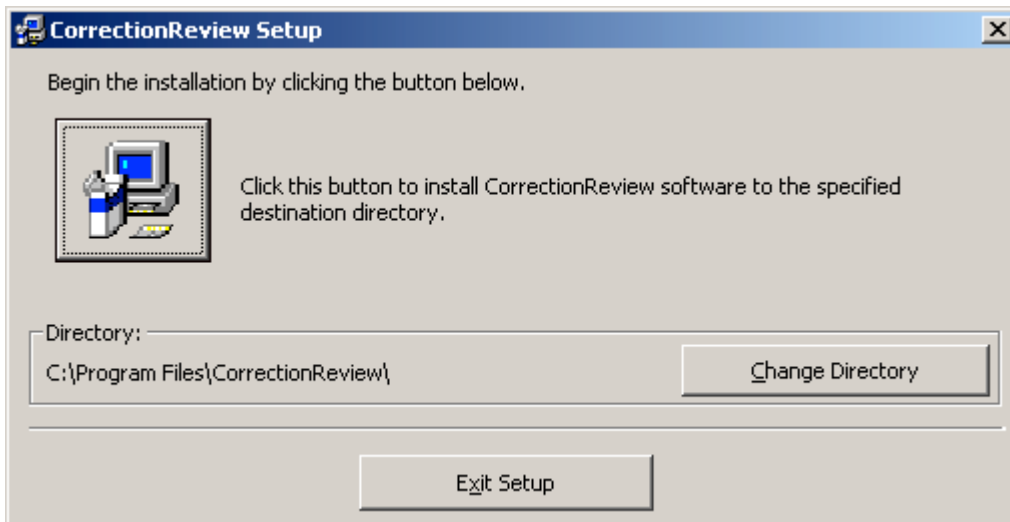 CorrectionReview Setup
Begin the installation by clicking the button below.
Click this button to install CorrectionReview software to the specified
destination directory.
Directory:
C:\Program Files\CorrectionReview\
Change Directory
Exit Setup